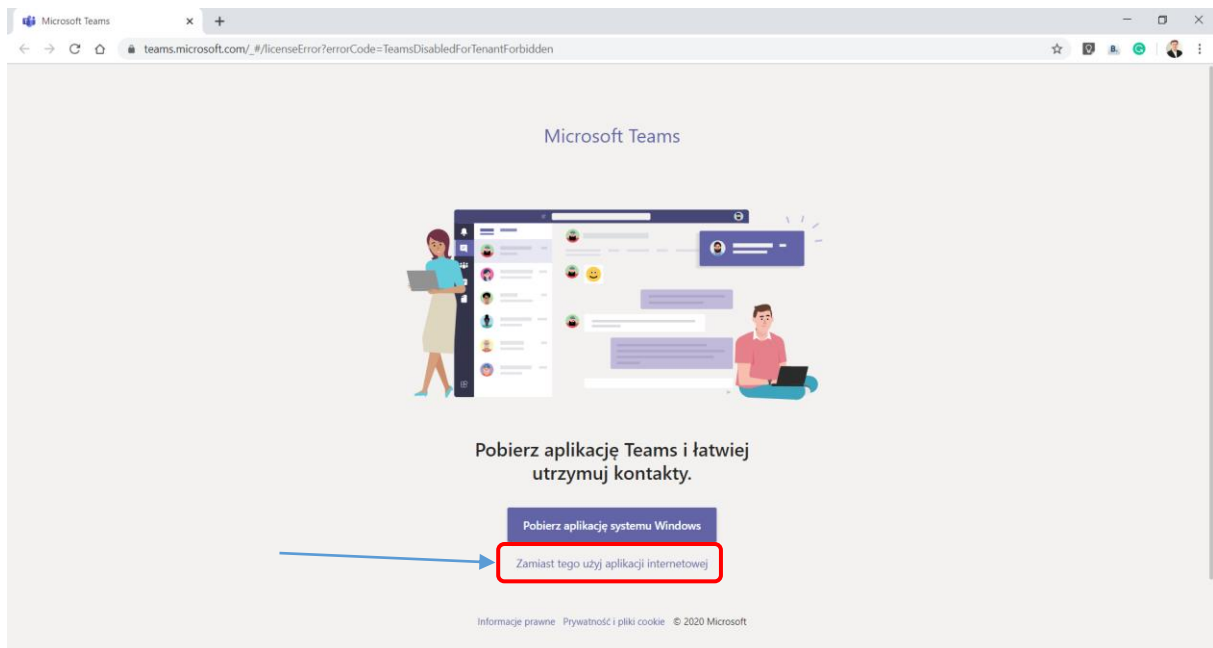 Microsoft Teams
teams.microsoft.com/_#/licenseError?errorCode=TeamsDisabledForTenantForbidden
Microsoft Teams
Pobierz aplikację Teams i łatwiej
utrzymuj kontakty.
Pobierz aplikację systemu Windows
Zamiast tego użyj aplikacji internetowej
Informacje prawne Prywatność i pliki cookie © 2020 Microsoft